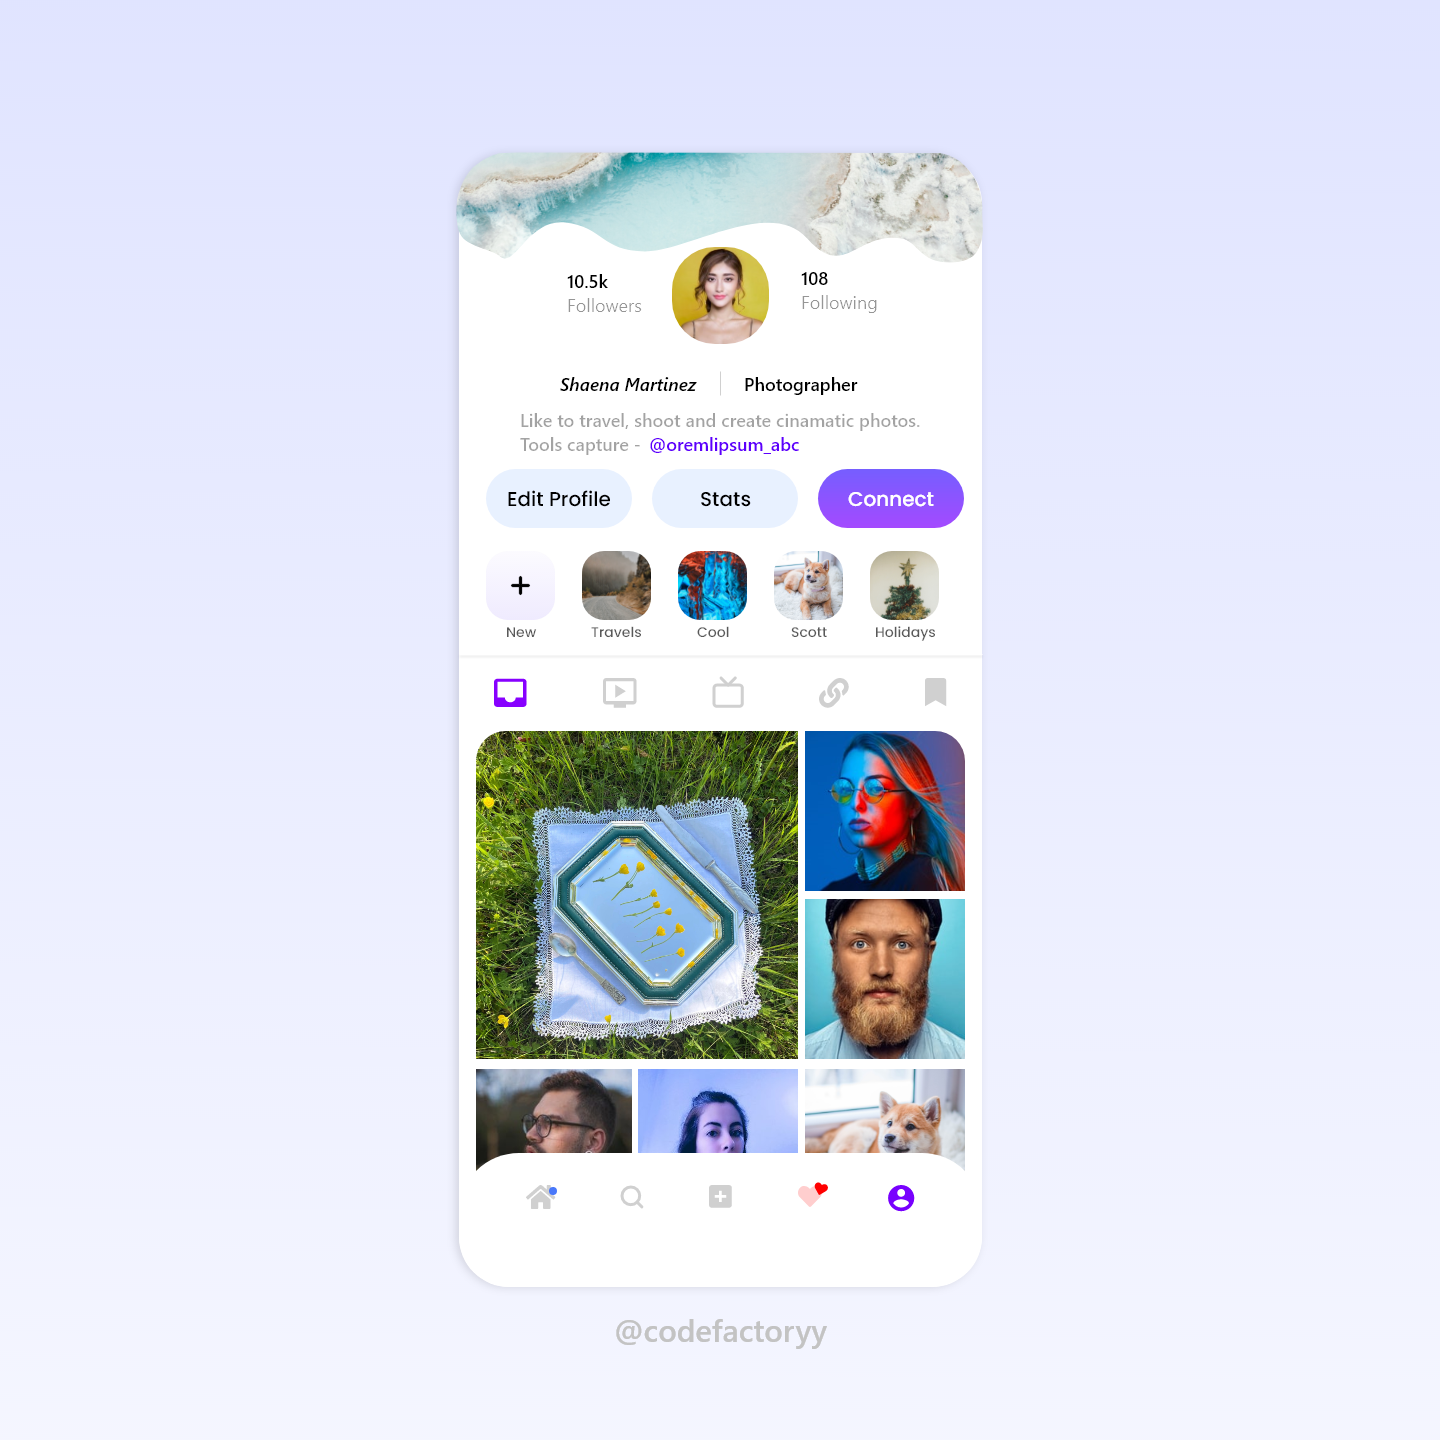 10.5k
Followers
108
Following
Shaena Martinez
Photographer
Like to travel, shoot and create cinamatic photos.
Tools capture - @oremlipsum_abc
Edit Profile
Stats
Connect
New
Travels
Cool
Scott
Holidays
@codefactoryy